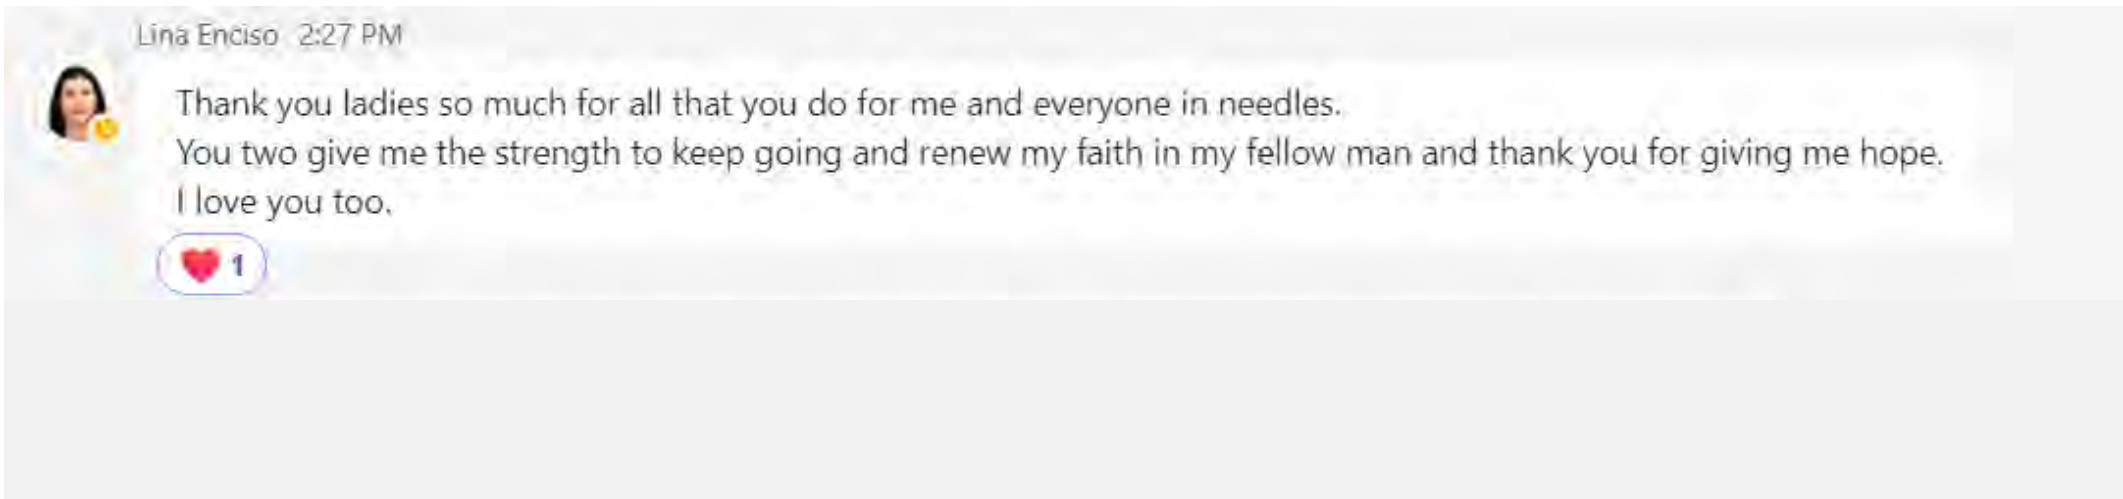 Lina Enciso 2:27 PM
Thank you ladies so much for all that you do for me and everyone in needles.
You two give me the strength to keep going and renew my faith in my fellow man and thank you for giving me hope.
I love you too.
1